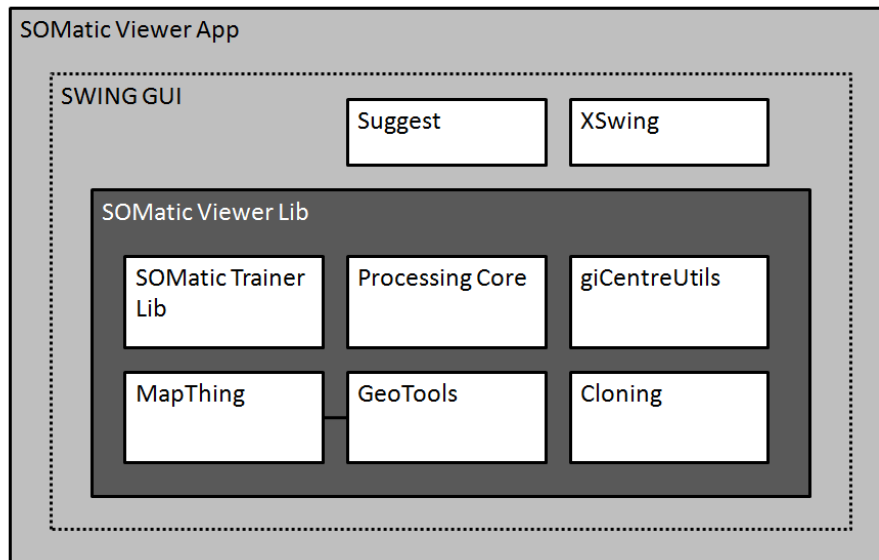 SOMatic Viewer App
SWING GUI
Suggest
XSwing
SOMatic Viewer Lib
SOMatic Trainer
Lib
Processing Core
giCentreUtils
MapThing
GeoTools
Cloning